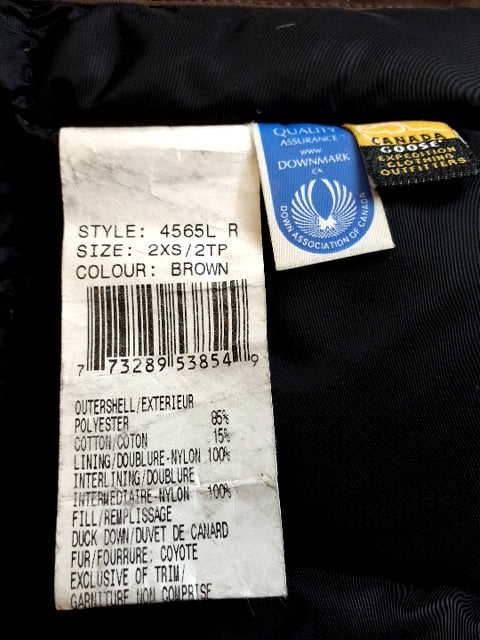 STYLE: 4565L R
SIZE: 2XS/2TP
COLOUR: BROWN
7 73289 53854 9
OUTERSHELL/EXTERIEUR
POLYESTER 85%
COTTON/COTON 15%
LINING/DOUBLURE-NYLON 100%
INTERLINING/DOUBLURE
INTERMEDIAIRE-NYLON 100%
FILL/REMPLISSAGE
DUCK DOWN/DUVET DE CANARD
FUR/FOURRURE: COYOTE
EXCLUSIVE OF TRIM/
GARNITURE NON COMPRISE
QUALITY
ASSURANCE
www.
DOWNMARK
.CA
DOWN ASSOCIATION OF CANADA
CANADA
GOOSE
EXPEDITION
CLOTHING
OUTFITTERS